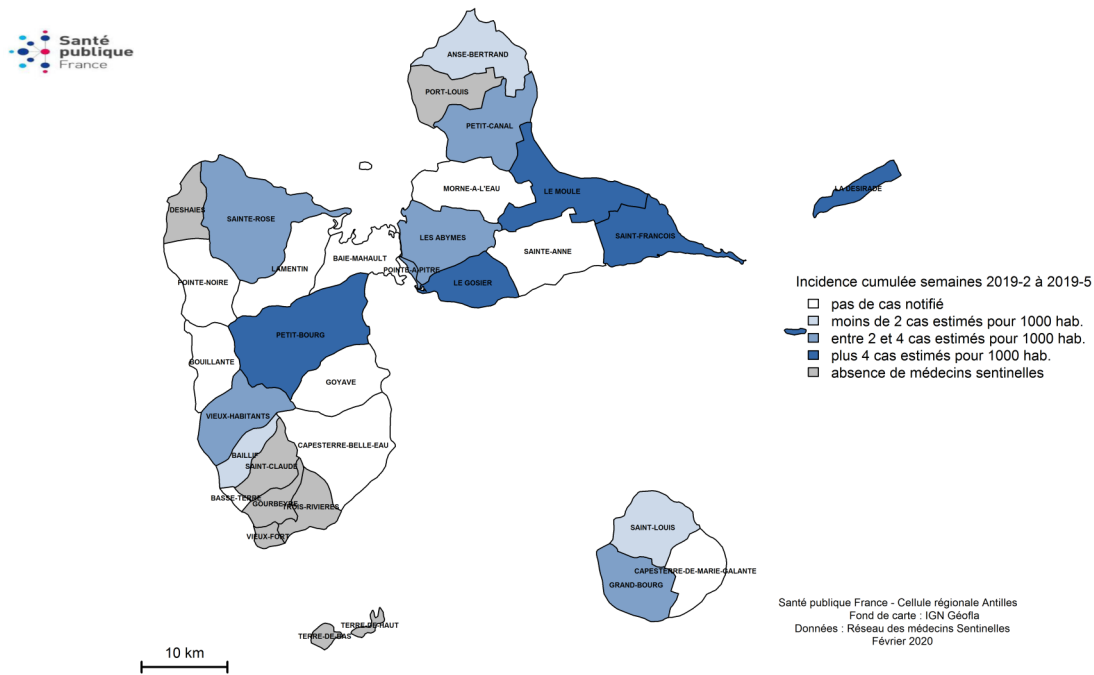 Santé
publique
France
ANSE-BERTRAND
PORT-LOUIS
PETIT-CANAL
MORNE-A-L'EAU
LE MOULE
LA DESIRADE
DESHAIES
SAINTE-ROSE
LES ABYMES
SAINT-FRANCOIS
SAINTE-ANNE
BAIE-MAHAULT
LAMENTIN
POINTE-A-PITRE
POINTE-NOIRE
LE GOSIER
PETIT-BOURG
BOUILLANTE
GOYAVE
VIEUX-HABITANTS
CAPESTERRE-BELLE-EAU
BAILLIF
SAINT-CLAUDE
BASSE-TERRE
GOURBEYRE
TROIS-RIVIERES
VIEUX-FORT
TERRE-DE-HAUT
TERRE-DE-BAS
SAINT-LOUIS
CAPESTERRE-DE-MARIE-GALANTE
GRAND-BOURG
Incidence cumulée semaines 2019-2 à 2019-5
pas de cas notifié
moins de 2 cas estimés pour 1000 hab.
entre 2 et 4 cas estimés pour 1000 hab.
plus 4 cas estimés pour 1000 hab.
absence de médecins sentinelles
Santé publique France - Cellule régionale Antilles
Fond de carte : IGN Géofla
Données : Réseau des médecins Sentinelles
Février 2020
10 km